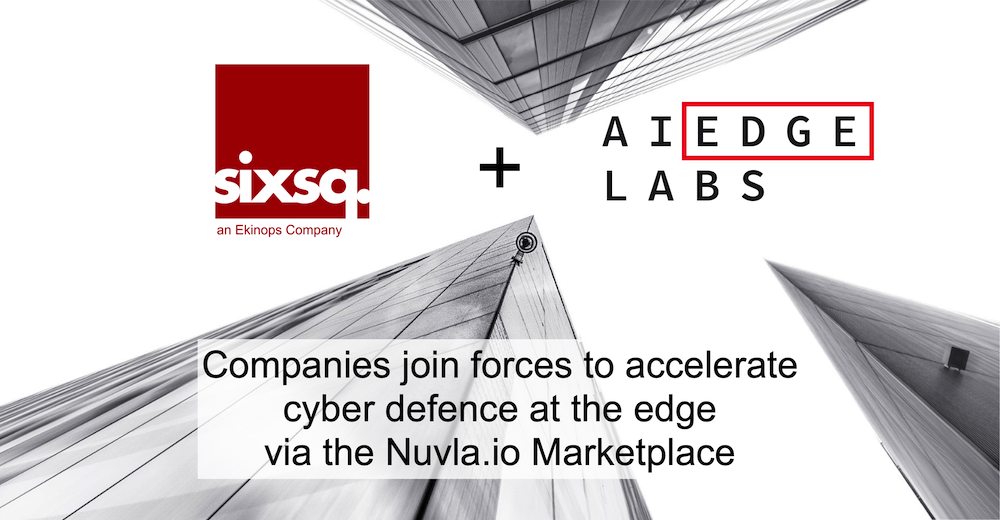 sixsq.
an Ekinops Company
+
AI EDGE
LABS
Companies join forces to accelerate
cyber defence at the edge
via the Nuvla.io Marketplace